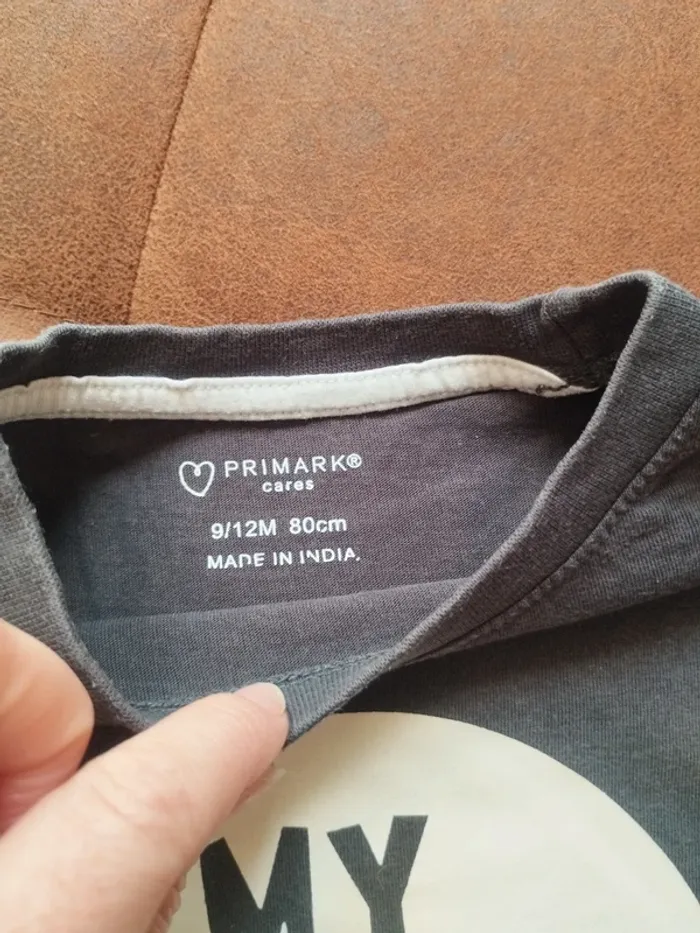 PRIMARK®
cares
9/12M 80cm
MADE IN INDIA.
MY